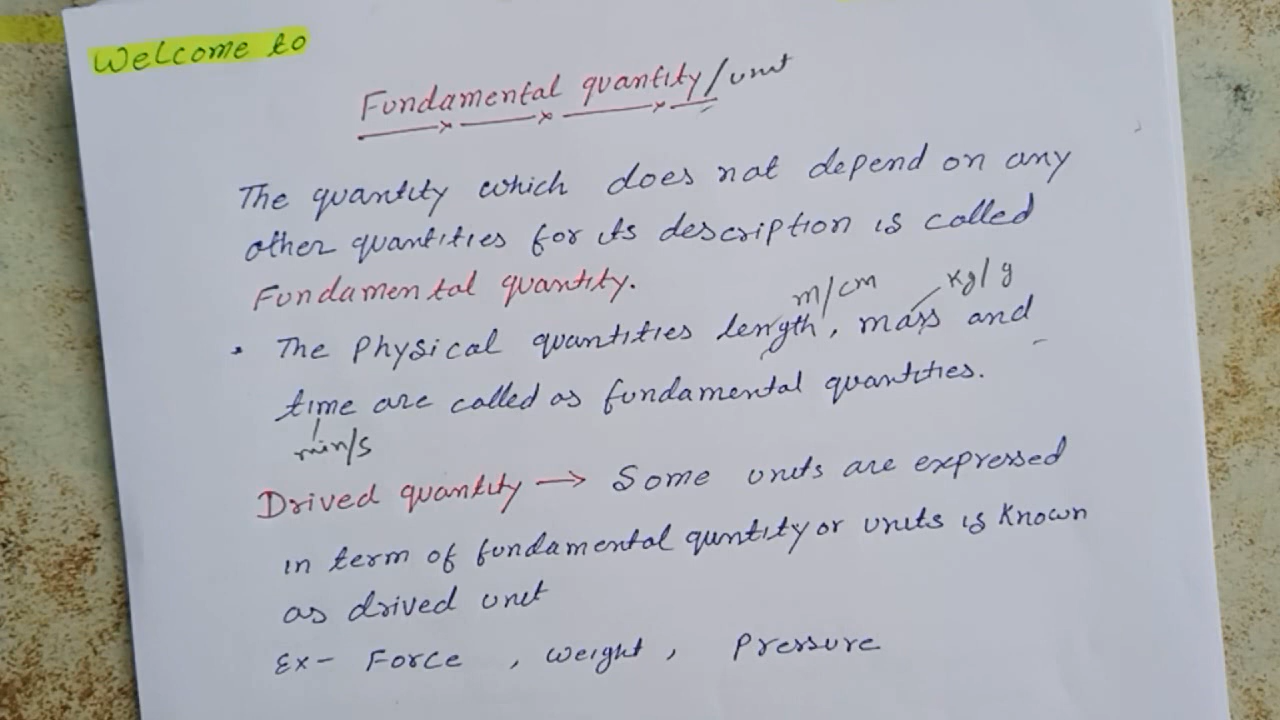 Welcome to
Fundamental quantity/unit
The quantity which does not depend on any
other quantities for its description is called
Fundamental quantity.
m/cm kg/g
• The Physical quantities length, mass and
time are called as fundamental quantities.
min/s
Drived quantity → Some units are expressed
in term of fundamental quntity or units is known
as drived unit
Ex- Force, weight, Pressure